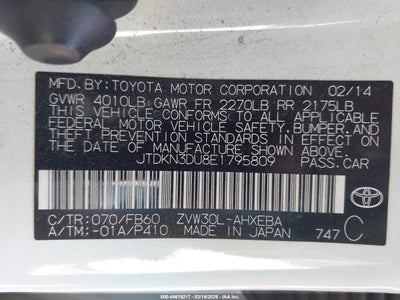 MFD.BY:TOYOTA MOTOR CORPORATION 02/14
GVWR 4010LB GAWR FR 2270LB RR 2175LB
THIS VEHICLE CONFORMS TO ALL APPLICABLE
FEDERAL MOTOR VEHICLE SAFETY, BUMPER, AND
THEFT PREVENTION STANDARDS IN EFFECT ON
THE DATE OF MANUFACTURE SHOWN ABOVE.
JTDKN3DU8E1795809 PASS.CAR
C/TR:070/FB60 ZVW30L-AHXEBA
A/TM:-01A/P410 MADE IN JAPAN 747 C
TOYOTA
000-44619217 - 03/16/2026 - IAA Inc.